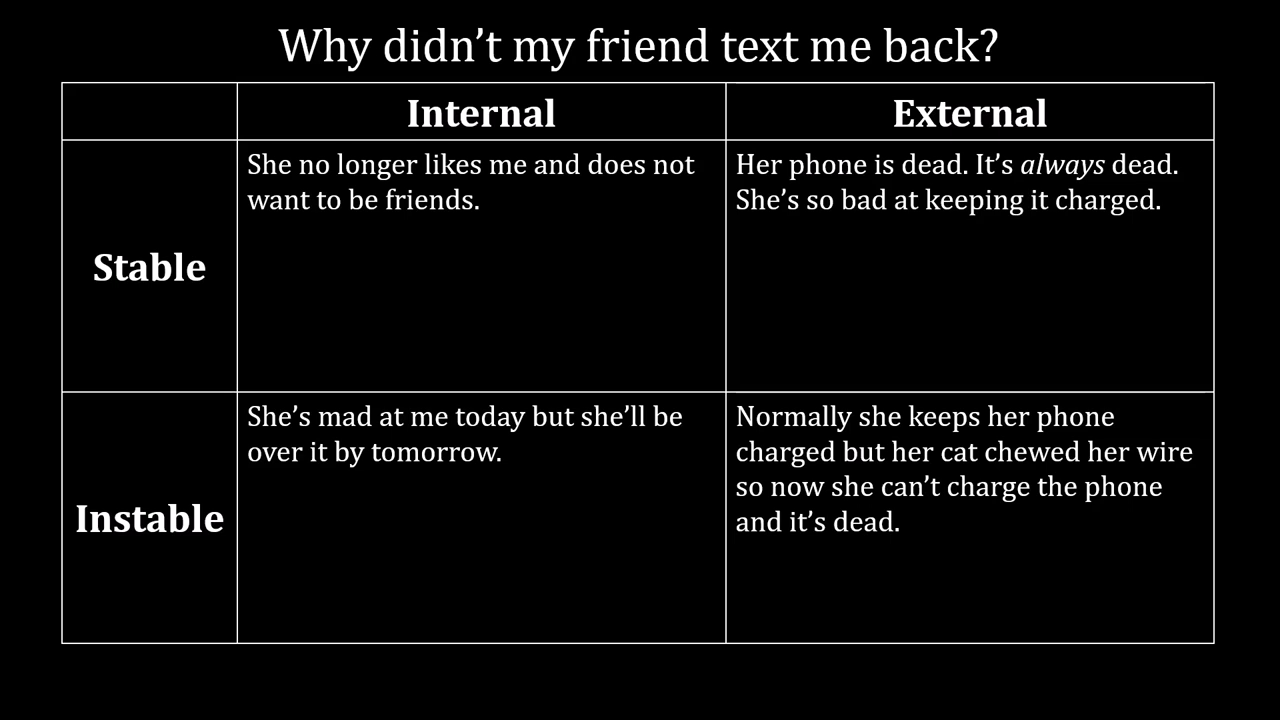 Why didn’t my friend text me back?
Internal
External
Stable
She no longer likes me and does not
want to be friends.
Her phone is dead. It’s always dead.
She’s so bad at keeping it charged.
Instable
She’s mad at me today but she’ll be
over it by tomorrow.
Normally she keeps her phone
charged but her cat chewed her wire
so now she can’t charge the phone
and it’s dead.